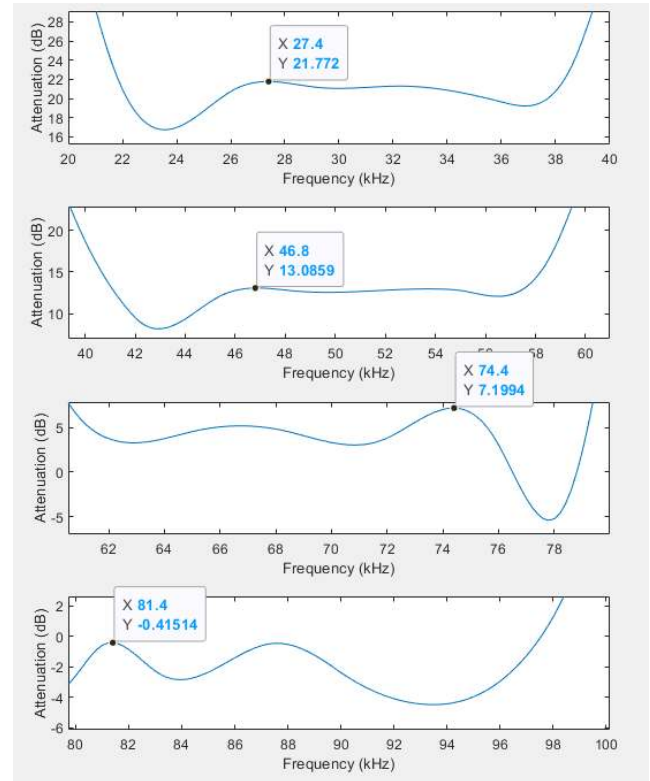 28
26
24
22
20
18
16
Attenuation (dB)
X 27.4
Y 21.772
20 22 24 26 28 30 32 34 36 38 40
Frequency (kHz)
20
15
10
Attenuation (dB)
X 46.8
Y 13.0859
40 42 44 46 48 50 52 54 56 58 60
Frequency (kHz)
5
0
-5
Attenuation (dB)
X 74.4
Y 7.1994
62 64 66 68 70 72 74 76 78
Frequency (kHz)
2
0
-2
-4
-6
Attenuation (dB)
X 81.4
Y -0.41514
80 82 84 86 88 90 92 94 96 98 100
Frequency (kHz)